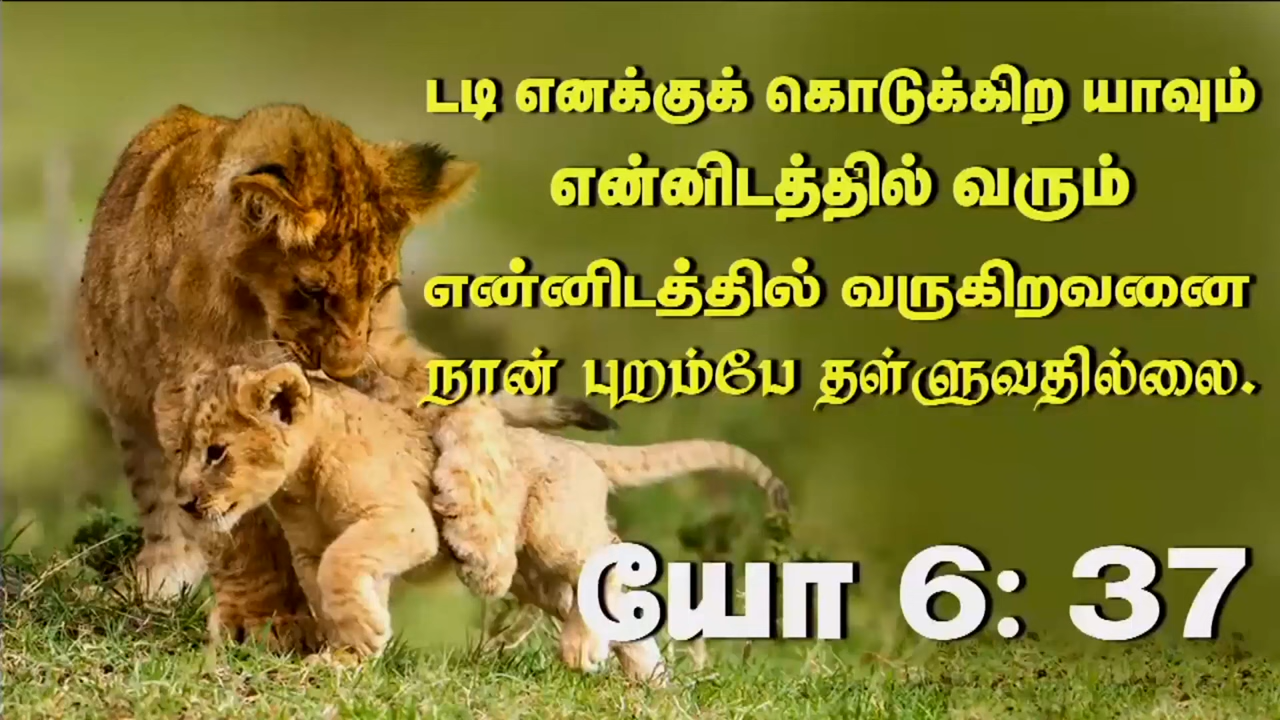 டடி எனக்குக் கொடுக்கிற யாவும்
என்னிடத்தில் வரும்
என்னிடத்தில் வருகிறவனை
நான் புறம்பே தள்ளுவதில்லை.
யோ 6: 37